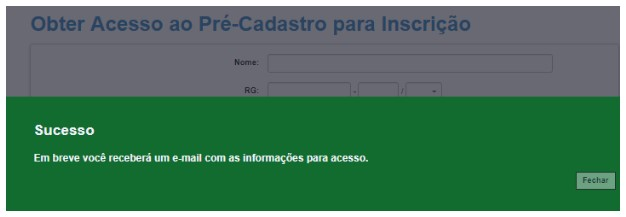 Obter Acesso ao Pré-Cadastro para Inscrição
Nome:
RG: - /
Sucesso
Em breve você receberá um e-mail com as informações para acesso.
Fechar